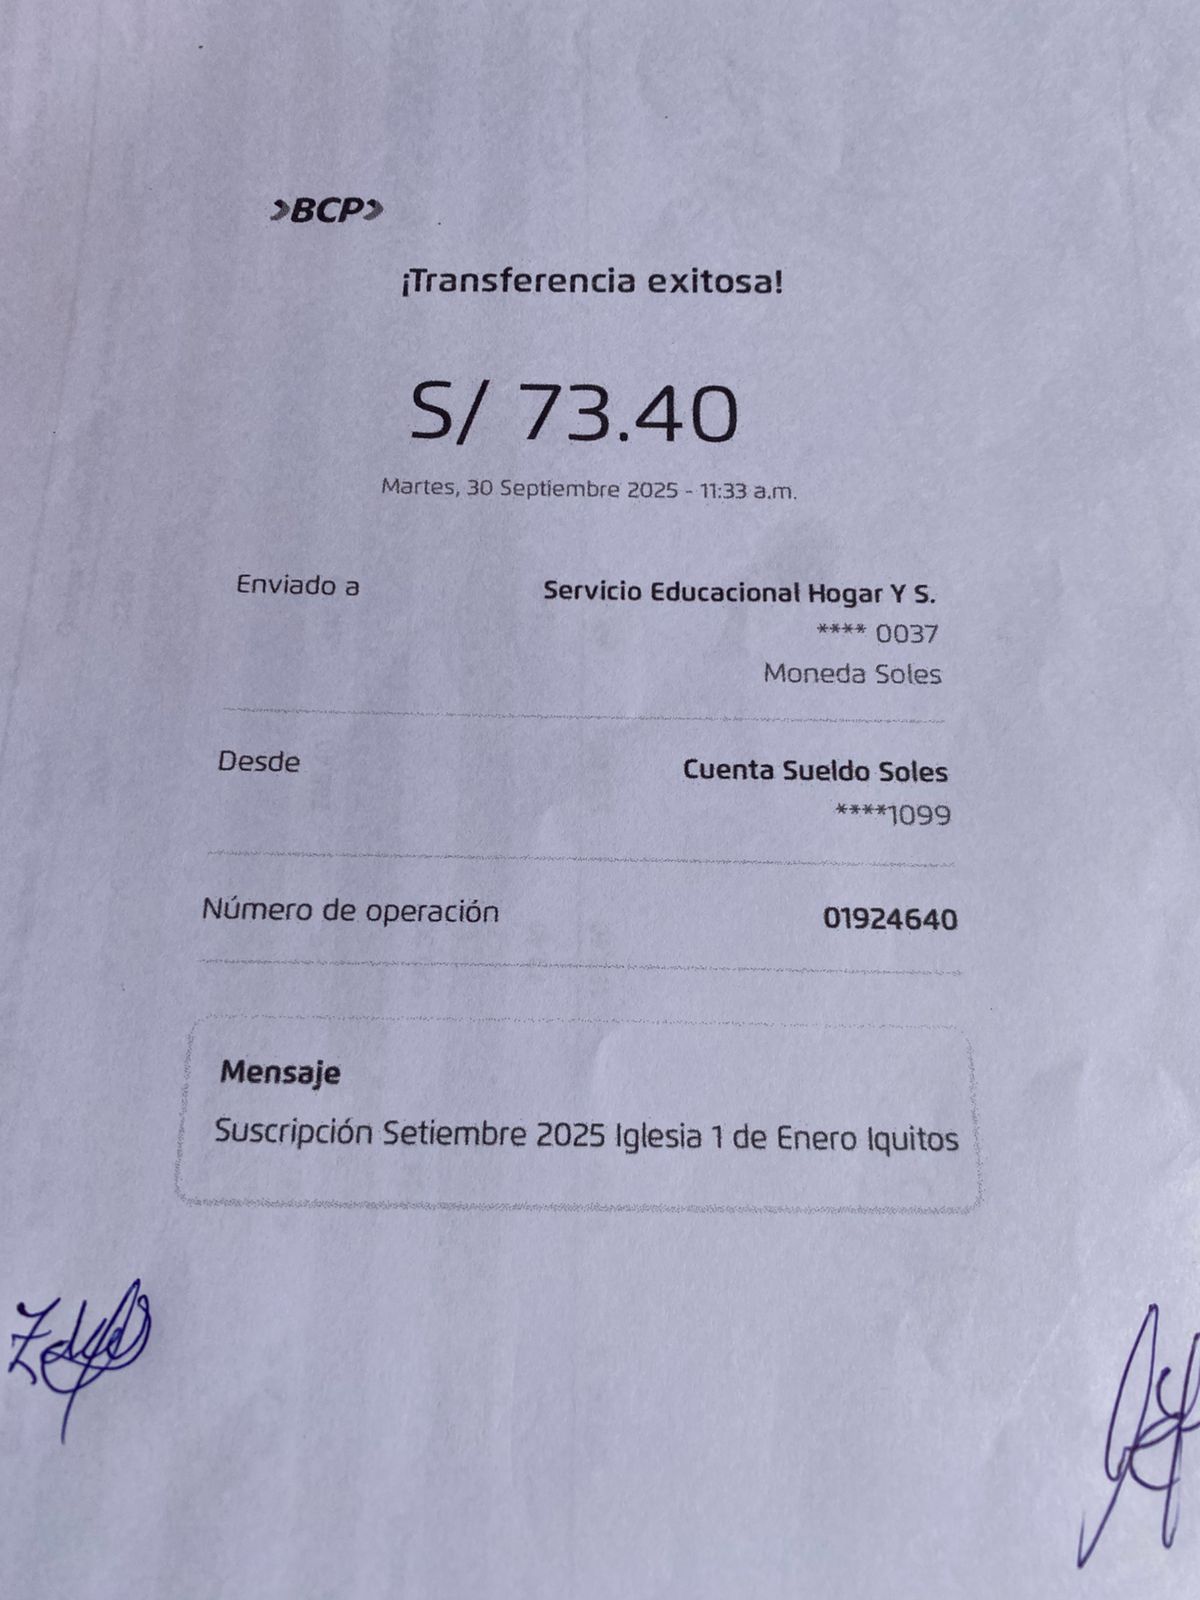 BCP
¡Transferencia exitosa!
S/ 73.40
Martes, 30 Septiembre 2025 - 11:33 a.m.
Enviado a
Servicio Educacional Hogar Y S.
**** 0037
Moneda Soles
Desde
Cuenta Sueldo Soles
****1099
Número de operación
01924640
Mensaje
Suscripción Setiembre 2025 Iglesia 1 de Enero Iquitos